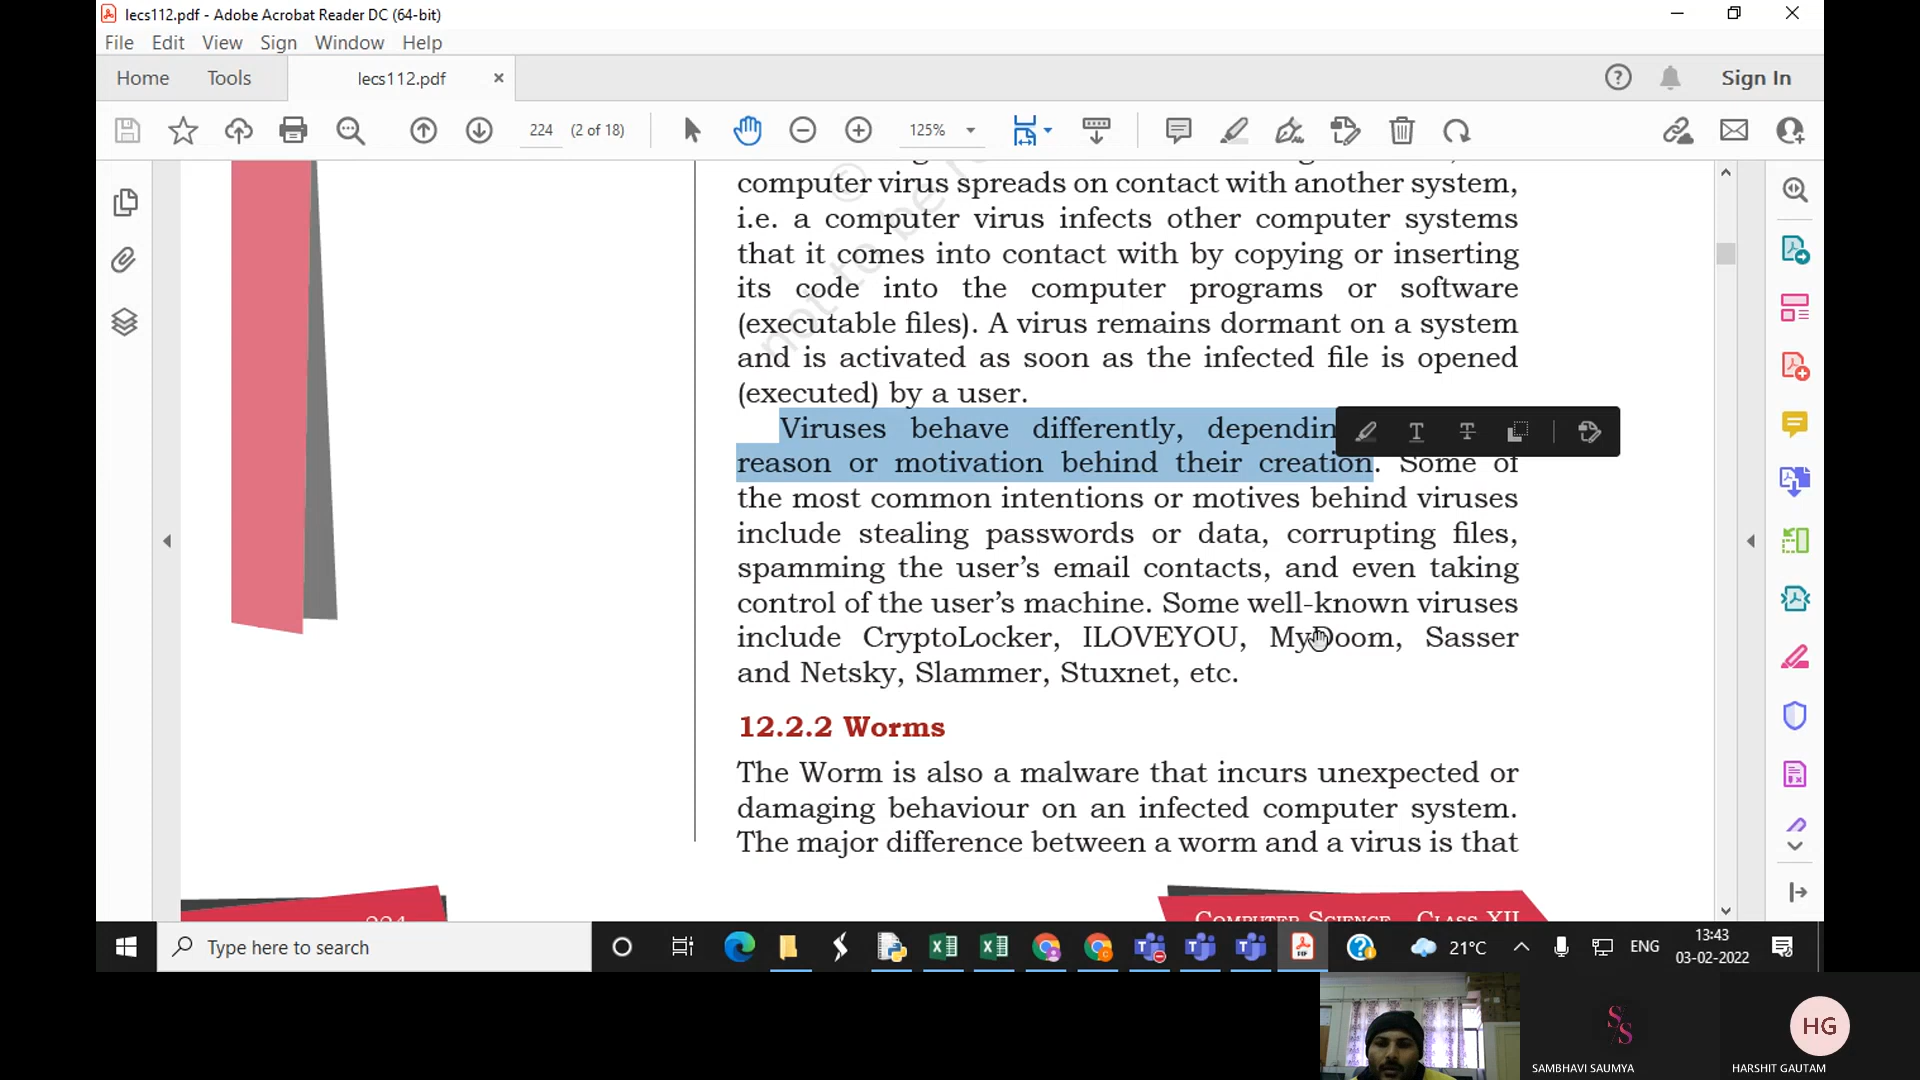 lecs112.pdf - Adobe Acrobat Reader DC (64-bit)
File Edit View Sign Window Help
Home Tools lecs112.pdf × Sign In
224 (2 of 18) 125%
computer virus spreads on contact with another system,
i.e. a computer virus infects other computer systems
that it comes into contact with by copying or inserting
its code into the computer programs or software
(executable files). A virus remains dormant on a system
and is activated as soon as the infected file is opened
(executed) by a user.
Viruses behave differently, dependin
reason or motivation behind their creation. Some of
the most common intentions or motives behind viruses
include stealing passwords or data, corrupting files,
spamming the user's email contacts, and even taking
control of the user's machine. Some well-known viruses
include CryptoLocker, ILOVEYOU, MyDoom, Sasser
and Netsky, Slammer, Stuxnet, etc.
12.2.2 Worms
The Worm is also a malware that incurs unexpected or
damaging behaviour on an infected computer system.
The major difference between a worm and a virus is that
© not to be
224
Computer Science - Class XII
Type here to search
21°C
ENG
13:43
03-02-2022
SAMBHAVI SAUMYA
HG
HARSHIT GAUTAM